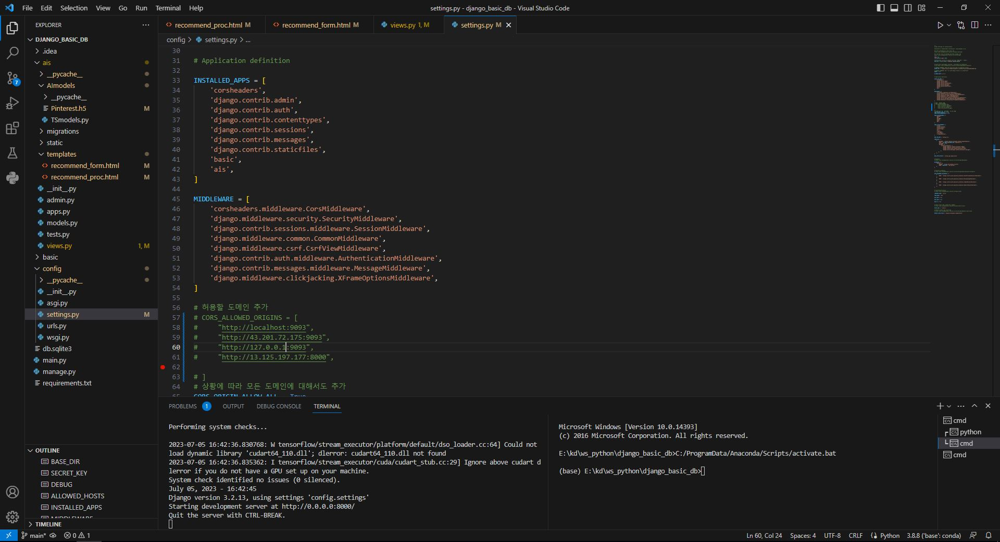 File Edit Selection View Go Run Terminal Help
settings.py - django_basic_db - Visual Studio Code
EXPLORER
DJANGO_BASIC_DB
.idea
ais
__pycache__
AImodels
__pycache__
Pinterest.h5 M
TSmodels.py
migrations
static
templates
recommend_form.html M
recommend_proc.html M
__init__.py
admin.py
apps.py
models.py
tests.py
views.py 1, M
basic
config
__pycache__
__init__.py
asgi.py
settings.py M
urls.py
wsgi.py
db.sqlite3
main.py
manage.py
requirements.txt
OUTLINE
BASE_DIR
SECRET_KEY
DEBUG
ALLOWED_HOSTS
INSTALLED_APPS
MIDDLEWARE
TIMELINE
7
recommend_proc.html M recommend_form.html M views.py 1, M settings.py M
config > settings.py > ...
30
31 # Application definition
32
33 INSTALLED_APPS = [
34 'corsheaders',
35 'django.contrib.admin',
36 'django.contrib.auth',
37 'django.contrib.contenttypes',
38 'django.contrib.sessions',
39 'django.contrib.messages',
40 'django.contrib.staticfiles',
41 'basic',
42 'ais',
43 ]
44
45 MIDDLEWARE = [
46 'corsheaders.middleware.CorsMiddleware',
47 'django.middleware.security.SecurityMiddleware',
48 'django.contrib.sessions.middleware.SessionMiddleware',
49 'django.middleware.common.CommonMiddleware',
50 'django.middleware.csrf.CsrfViewMiddleware',
51 'django.contrib.auth.middleware.AuthenticationMiddleware',
52 'django.contrib.messages.middleware.MessageMiddleware',
53 'django.middleware.clickjacking.XFrameOptionsMiddleware',
54 ]
55
56 # 허용할 도메인 추가
57 # CORS_ALLOWED_ORIGINS = [
58 # "http://localhost:9093",
59 # "http://43.201.72.175:9093",
60 # "http://127.0.0.1:9093",
61 # "http://13.125.197.177:8000",
62
63 # ]
64 # 상황에 따라 모든 도메인에 대해서도 추가
65 CORS_ORIGIN_ALLOW_ALL = True
PROBLEMS 1 OUTPUT DEBUG CONSOLE TERMINAL
Performing system checks...
2023-07-05 16:42:36.830768: W tensorflow/stream_executor/platform/default/dso_loader.cc:64] Could not
load dynamic library 'cudart64_110.dll'; dlerror: cudart64_110.dll not found
2023-07-05 16:42:36.835362: I tensorflow/stream_executor/cuda/cudart_stub.cc:29] Ignore above cudart d
lerror if you do not have a GPU set up on your machine.
System check identified no issues (0 silenced).
July 05, 2023 - 16:42:45
Django version 3.2.13, using settings 'config.settings'
Starting development server at http://0.0.0.0:8000/
Quit the server with CTRL-BREAK.
Microsoft Windows [Version 10.0.14393]
(c) 2016 Microsoft Corporation. All rights reserved.
E:\kd\ws_python\django_basic_db>C:/ProgramData/Anaconda/Scripts/activate.bat
(base) E:\kd\ws_python\django_basic_db>
cmd
python
cmd
cmd
main* 0 1
Ln 60, Col 24 Spaces: 4 UTF-8 CRLF Python 3.8.8 ('base': conda)